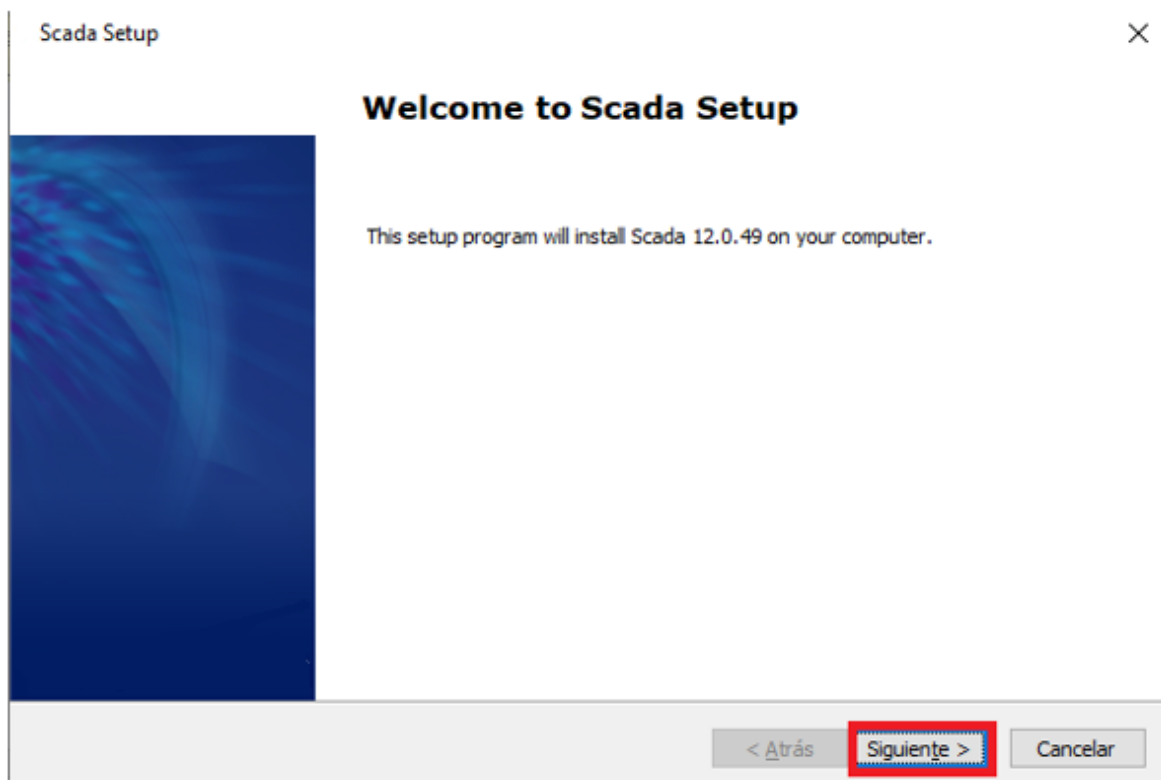 Scada Setup
Welcome to Scada Setup
This setup program will install Scada 12.0.49 on your computer.
< Atrás
Siguiente >
Cancelar